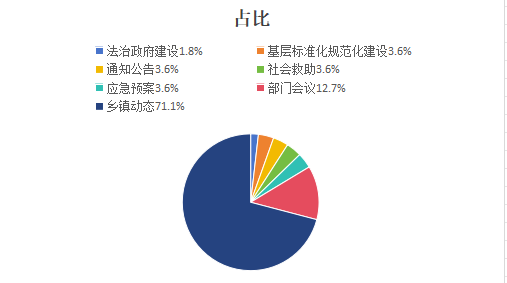 占比
法治政府建设1.8% 基层标准化规范化建设3.6%
通知公告3.6% 社会救助3.6%
应急预案3.6% 部门会议12.7%
乡镇动态71.1%